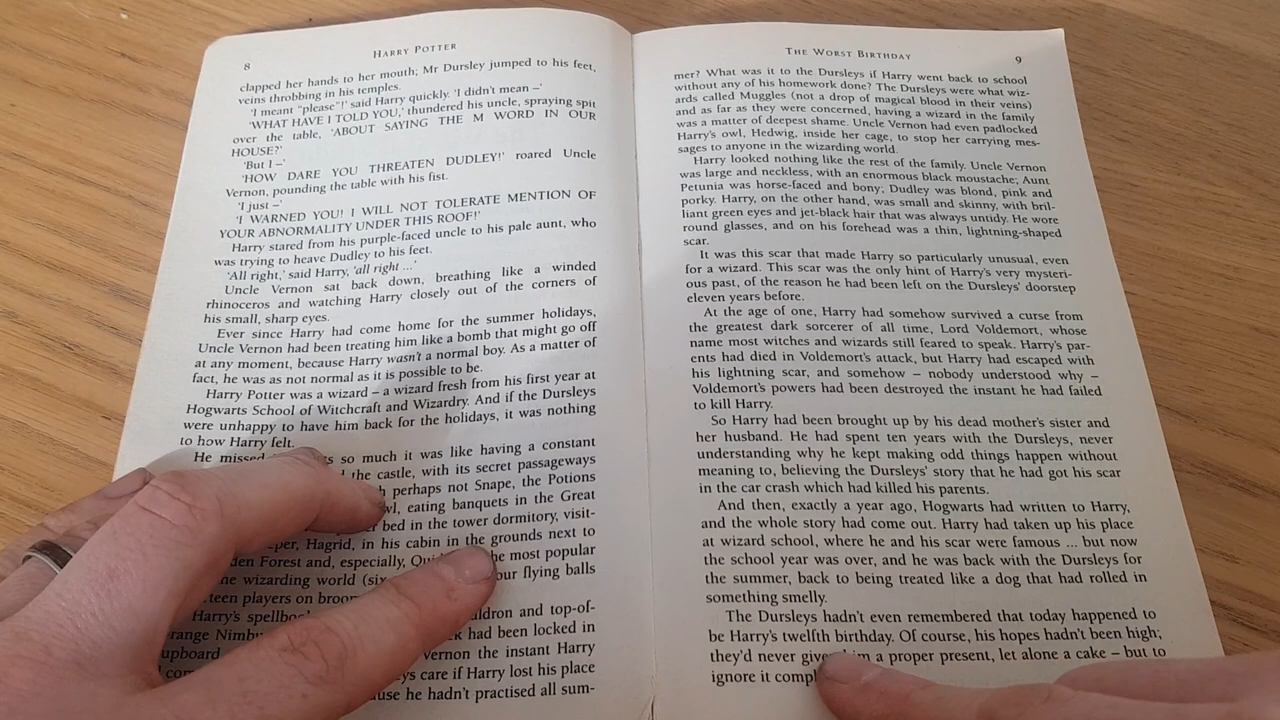 8
HARRY POTTER
clapped her hands to her mouth; Mr Dursley jumped to his feet,
veins throbbing in his temples.
'I meant "please"!' said Harry quickly. 'I didn't mean –'
'WHAT HAVE I TOLD YOU,' thundered his uncle, spraying spit
over the table, 'ABOUT SAYING THE M WORD IN OUR
HOUSE?'
'But I –'
'HOW DARE YOU THREATEN DUDLEY!' roared Uncle
Vernon, pounding the table with his fist.
'I just –'
'I WARNED YOU! I WILL NOT TOLERATE MENTION OF
YOUR ABNORMALITY UNDER THIS ROOF!'
Harry stared from his purple-faced uncle to his pale aunt, who
was trying to heave Dudley to his feet.
'All right,' said Harry, 'all right ...'
Uncle Vernon sat back down, breathing like a winded
rhinoceros and watching Harry closely out of the corners of
his small, sharp eyes.
Ever since Harry had come home for the summer holidays,
Uncle Vernon had been treating him like a bomb that might go off
at any moment, because Harry wasn't a normal boy. As a matter of
fact, he was as not normal as it is possible to be.
Harry Potter was a wizard – a wizard fresh from his first year at
Hogwarts School of Witchcraft and Wizardry. And if the Dursleys
were unhappy to have him back for the holidays, it was nothing
to how Harry felt.
He missed so much it was like having a constant
the castle, with its secret passageways
perhaps not Snape, the Potions
eating banquets in the Great
bed in the tower dormitory, visit-
Hagrid, in his cabin in the grounds next to
Forest and, especially, the most popular
wizarding world (six flying balls
players on
Harry's and top-of-
had been locked in
Vernon the instant Harry
care if Harry lost his place
he hadn't practised all sum-
THE WORST BIRTHDAY
9
mer? What was it to the Dursleys if Harry went back to school
without any of his homework done? The Dursleys were what wiz-
ards called Muggles (not a drop of magical blood in their veins)
and as far as they were concerned, having a wizard in the family
was a matter of deepest shame. Uncle Vernon had even padlocked
Harry's owl, Hedwig, inside her cage, to stop her carrying mes-
sages to anyone in the wizarding world.
Harry looked nothing like the rest of the family. Uncle Vernon
was large and neckless, with an enormous black moustache; Aunt
Petunia was horse-faced and bony; Dudley was blond, pink and
porky. Harry, on the other hand, was small and skinny, with bril-
liant green eyes and jet-black hair that was always untidy. He wore
round glasses, and on his forehead was a thin, lightning-shaped
scar.
It was this scar that made Harry so particularly unusual, even
for a wizard. This scar was the only hint of Harry's very mysteri-
ous past, of the reason he had been left on the Dursleys' doorstep
eleven years before.
At the age of one, Harry had somehow survived a curse from
the greatest dark sorcerer of all time, Lord Voldemort, whose
name most witches and wizards still feared to speak. Harry's par-
ents had died in Voldemort's attack, but Harry had escaped with
his lightning scar, and somehow – nobody understood why –
Voldemort's powers had been destroyed the instant he had failed
to kill Harry.
So Harry had been brought up by his dead mother's sister and
her husband. He had spent ten years with the Dursleys, never
understanding why he kept making odd things happen without
meaning to, believing the Dursleys' story that he had got his scar
in the car crash which had killed his parents.
And then, exactly a year ago, Hogwarts had written to Harry,
and the whole story had come out. Harry had taken up his place
at wizard school, where he and his scar were famous ... but now
the school year was over, and he was back with the Dursleys for
the summer, back to being treated like a dog that had rolled in
something smelly.
The Dursleys hadn't even remembered that today happened to
be Harry's twelfth birthday. Of course, his hopes hadn't been high;
they'd never a proper present, let alone a cake – but to
ignore it